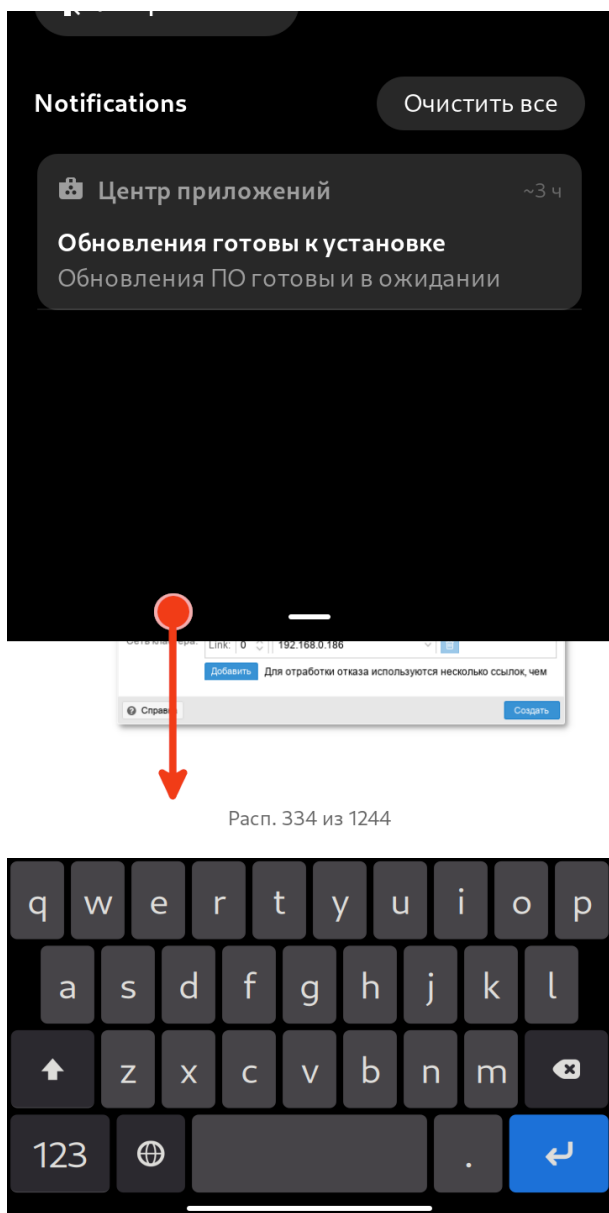 Notifications
Очистить все
Центр приложений
~3 ч
Обновления готовы к установке
Обновления ПО готовы и в ожидании
Link: 0 192.168.0.186
Добавить Для отработки отказа используются несколько ссылок, чем
Создать
Расп. 334 из 1244
q w e r t y u i o p
a s d f g h j k l
z x c v b n m
123 .